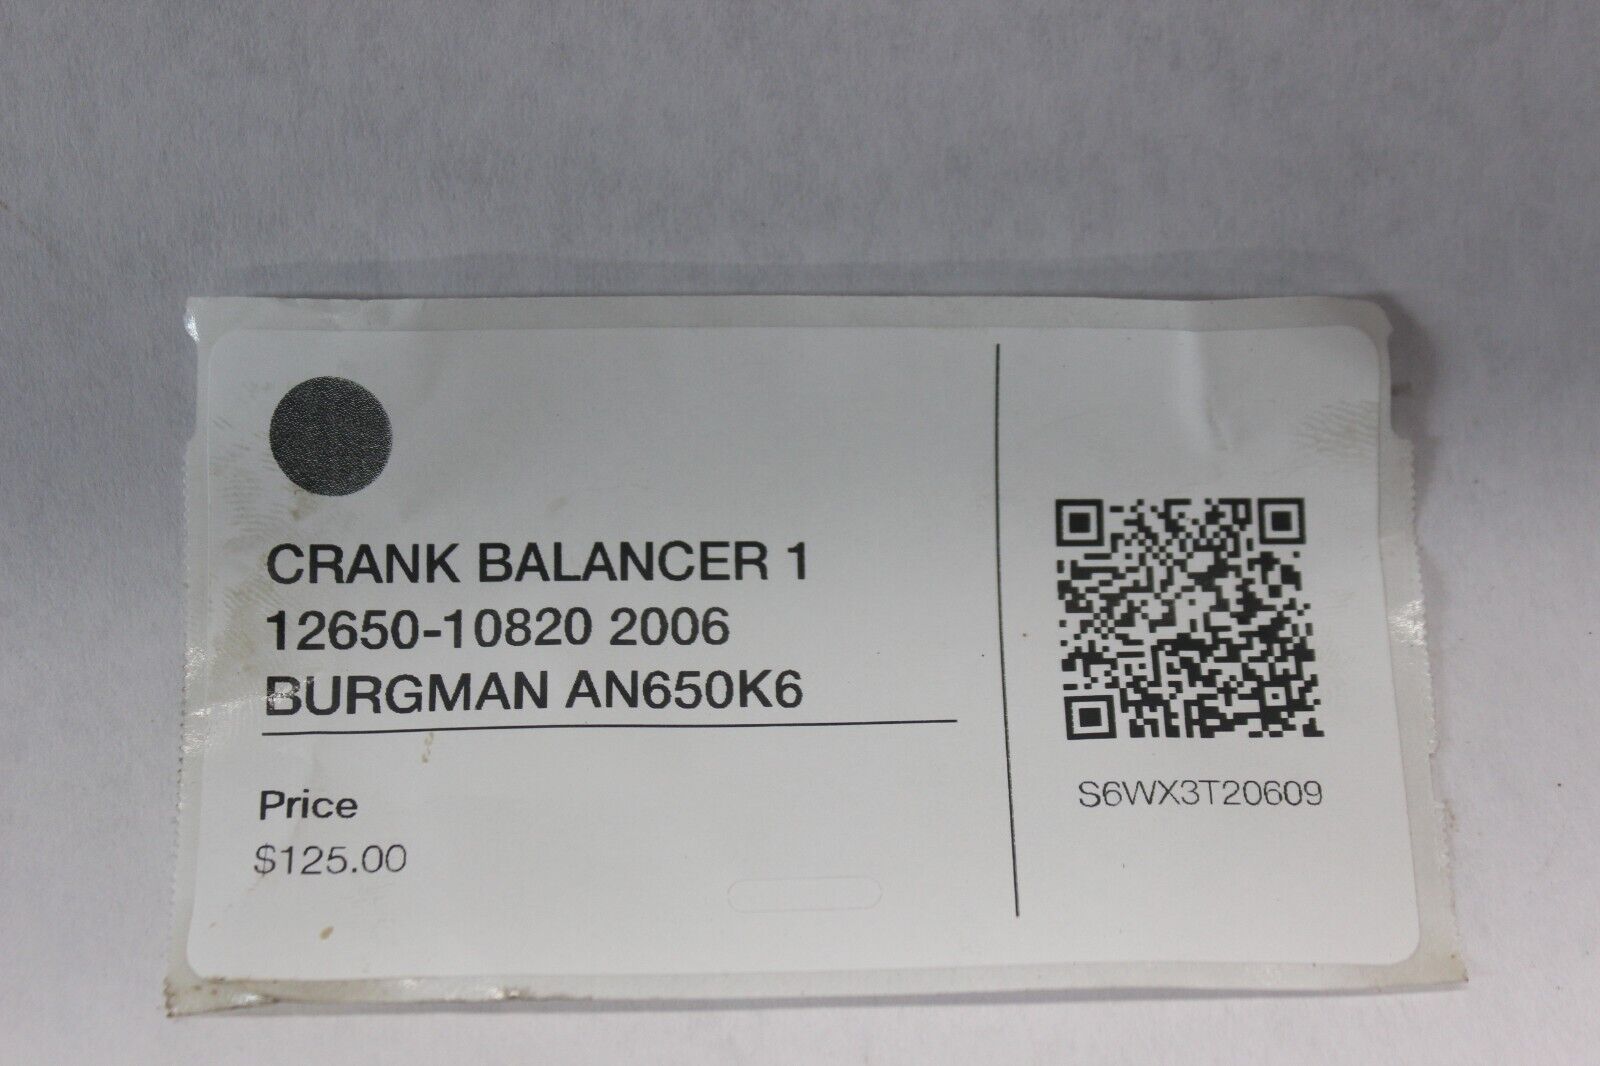 CRANK BALANCER 1
12650-10820 2006
BURGMAN AN650K6
Price
$125.00
S6WX3T20609